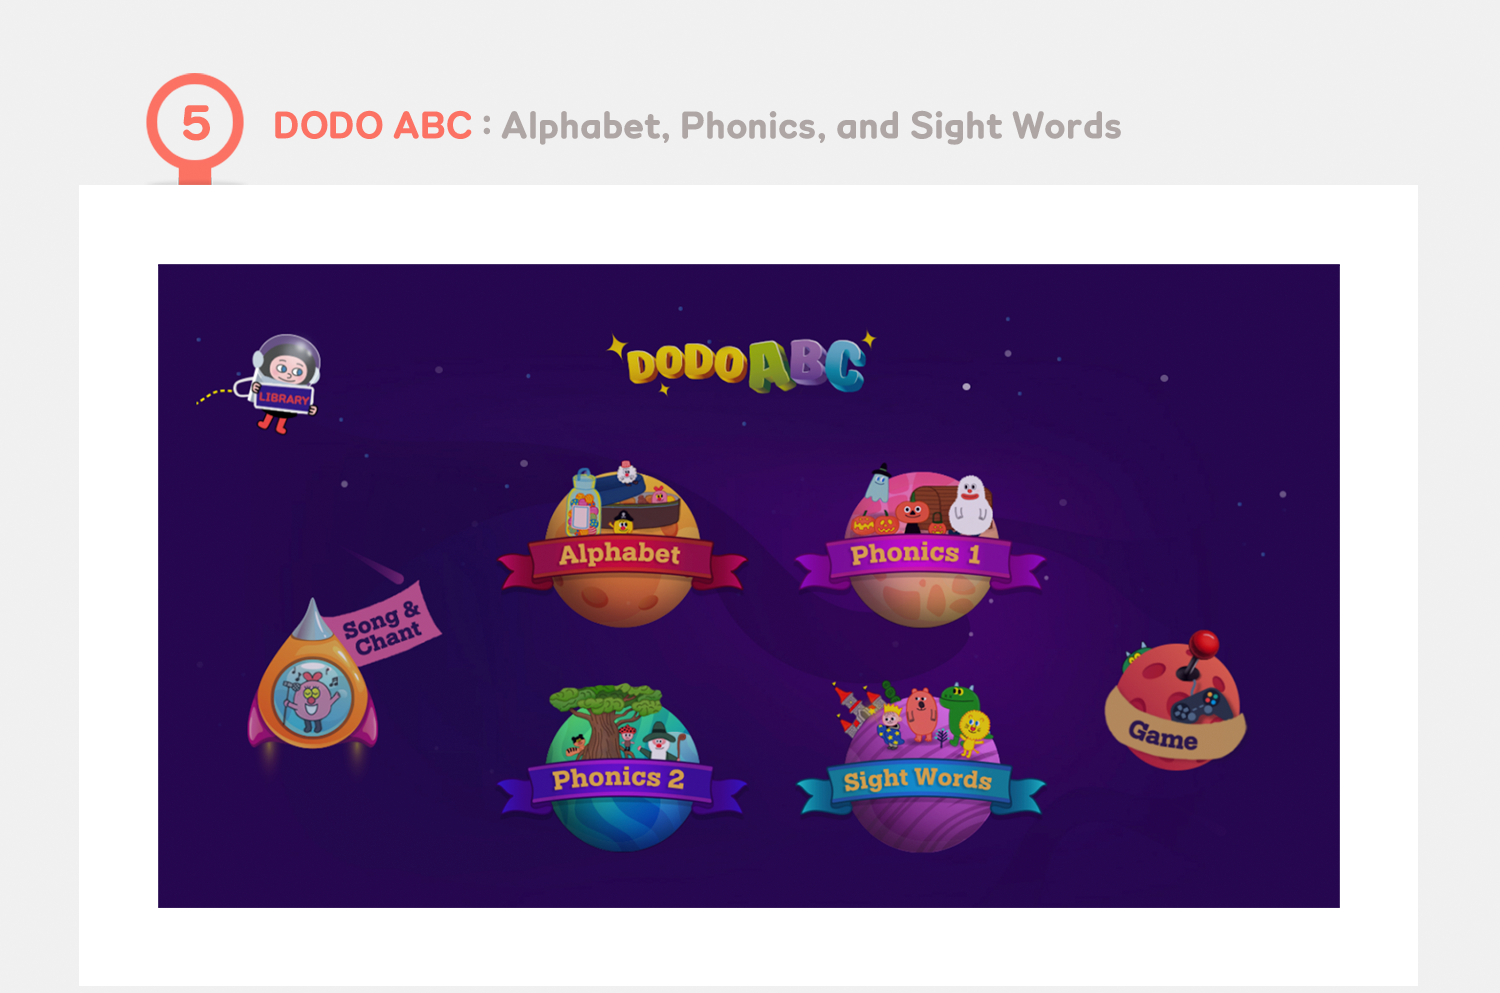 5
DODO ABC : Alphabet, Phonics, and Sight Words
DODO ABC
LIBRARY
Alphabet
Phonics 1
Song &
Chant
Phonics 2
Sight Words
Game